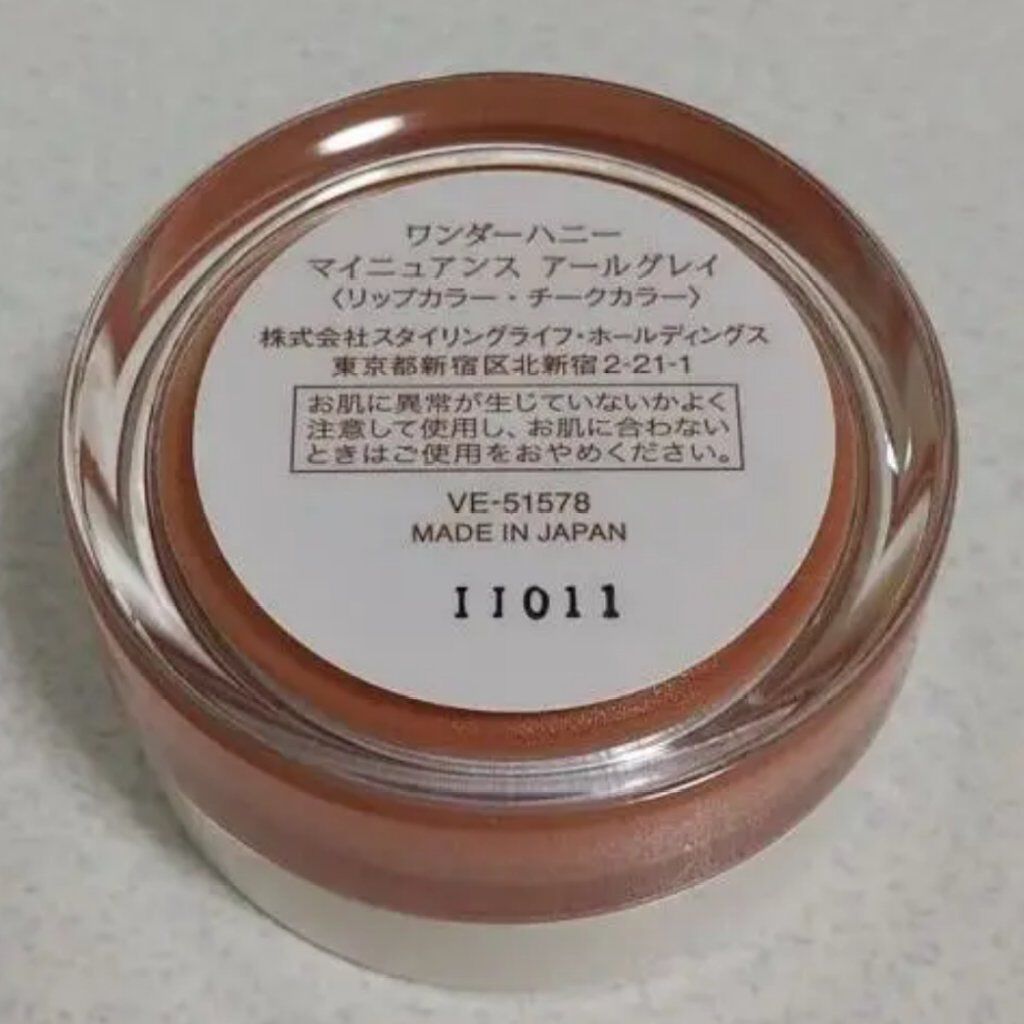 ワンダーハニー
マイニュアンス アールグレイ
〈リップカラー・チークカラー〉
株式会社スタイリングライフ・ホールディングス
東京都新宿区北新宿2-21-1
お肌に異常が生じていないかよく
注意して使用し、お肌に合わない
ときはご使用をおやめください。
VE-51578
MADE IN JAPAN
II011